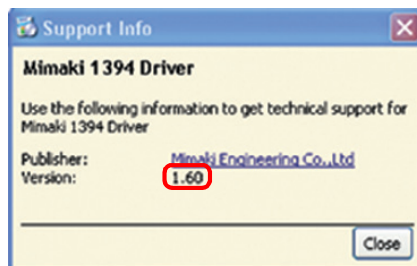 Support Info
Mimaki 1394 Driver
Use the following information to get technical support for
Mimaki 1394 Driver
Publisher: Mimaki Engineering Co.,Ltd
Version: 1.60
Close